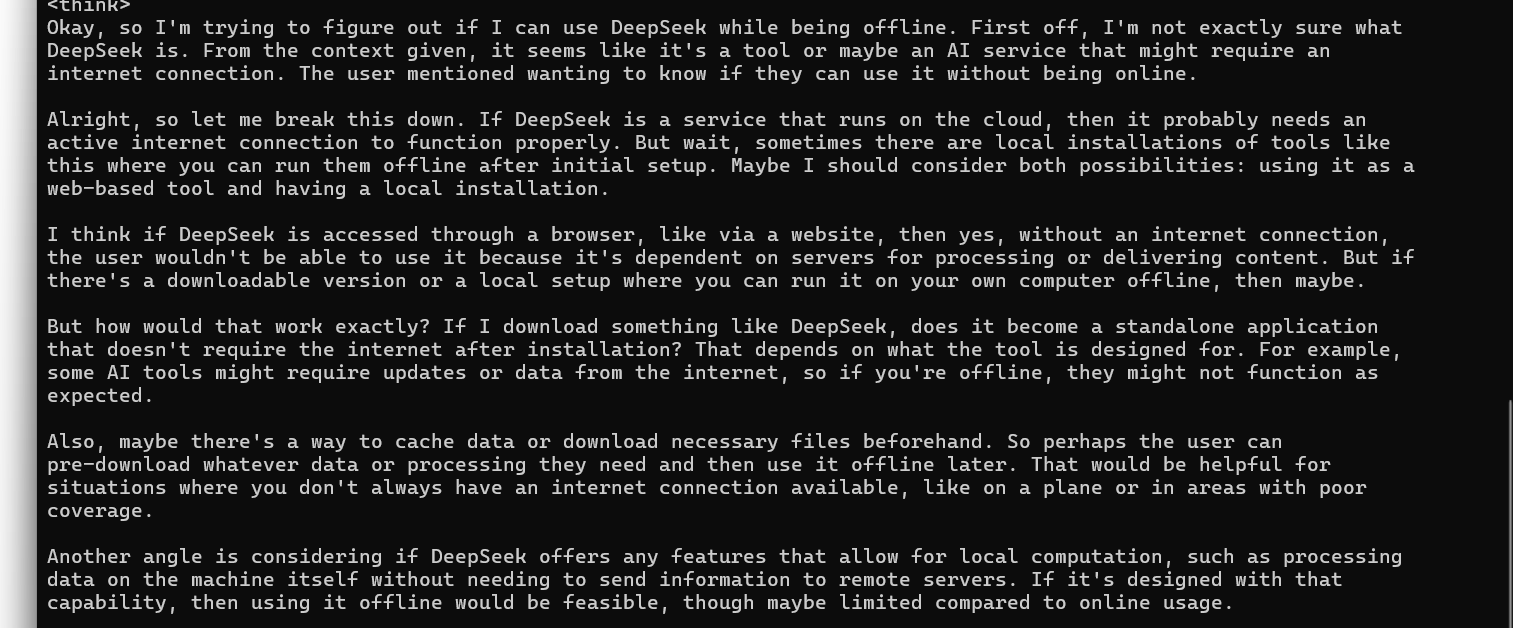 <think>
Okay, so I'm trying to figure out if I can use DeepSeek while being offline. First off, I'm not exactly sure what
DeepSeek is. From the context given, it seems like it's a tool or maybe an AI service that might require an
internet connection. The user mentioned wanting to know if they can use it without being online.
Alright, so let me break this down. If DeepSeek is a service that runs on the cloud, then it probably needs an
active internet connection to function properly. But wait, sometimes there are local installations of tools like
this where you can run them offline after initial setup. Maybe I should consider both possibilities: using it as a
web-based tool and having a local installation.
I think if DeepSeek is accessed through a browser, like via a website, then yes, without an internet connection,
the user wouldn't be able to use it because it's dependent on servers for processing or delivering content. But if
there's a downloadable version or a local setup where you can run it on your own computer offline, then maybe.
But how would that work exactly? If I download something like DeepSeek, does it become a standalone application
that doesn't require the internet after installation? That depends on what the tool is designed for. For example,
some AI tools might require updates or data from the internet, so if you're offline, they might not function as
expected.
Also, maybe there's a way to cache data or download necessary files beforehand. So perhaps the user can
pre-download whatever data or processing they need and then use it offline later. That would be helpful for
situations where you don't always have an internet connection available, like on a plane or in areas with poor
coverage.
Another angle is considering if DeepSeek offers any features that allow for local computation, such as processing
data on the machine itself without needing to send information to remote servers. If it's designed with that
capability, then using it offline would be feasible, though maybe limited compared to online usage.